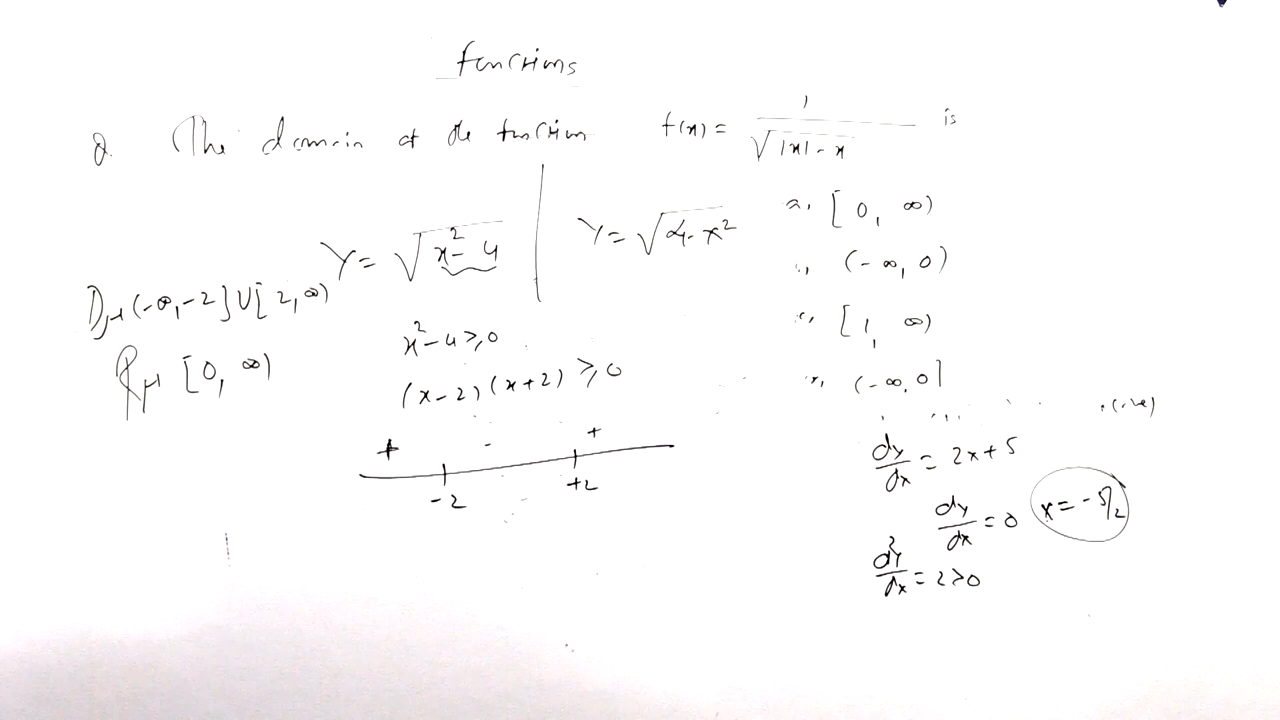 functions
Q. The domain of the function f(x) = 1/√(|x| - x) is
a, [0, ∞)
(-∞, 0)
c, [1, ∞)
(-∞, 0]
Y = √(x² - 4)
Y = √(4 - x²)
D → (-∞, -2] U [2, ∞)
R → [0, ∞)
x² - 4 ≥ 0
(x - 2)(x + 2) ≥ 0
+ - +
-2 +2
dy/dx = 2x + 5
dy/dx = 0 x = -5/2
d²y/dx = 2 > 0